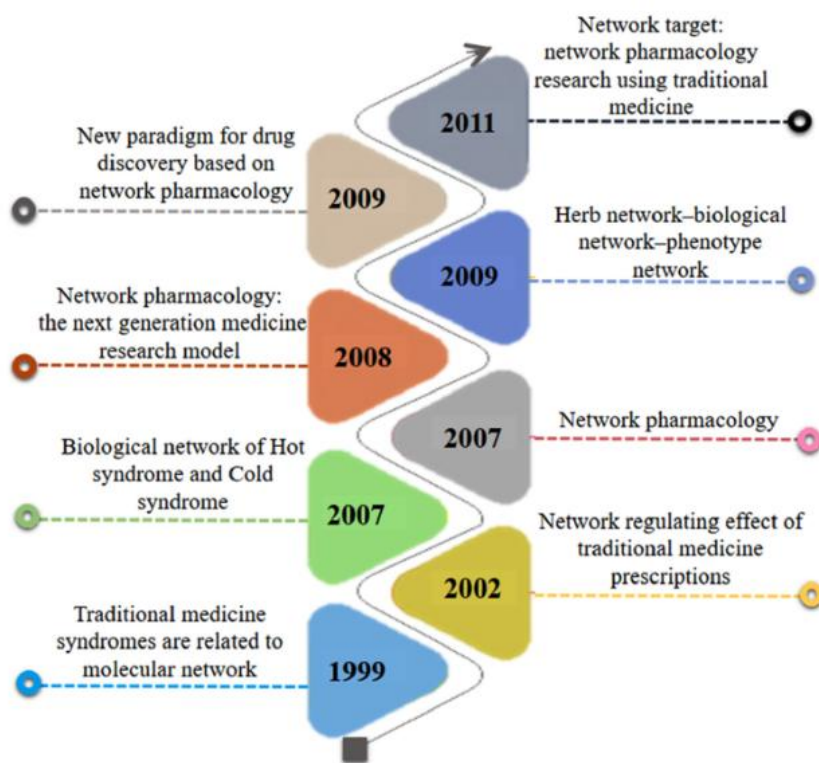 Network target:
network pharmacology
research using traditional
medicine
2011
New paradigm for drug
discovery based on
network pharmacology
2009
Herb network–biological
network–phenotype
network
2009
Network pharmacology:
the next generation medicine
research model
2008
Network pharmacology
2007
Biological network of Hot
syndrome and Cold
syndrome
2007
Network regulating effect of
traditional medicine
prescriptions
2002
Traditional medicine
syndromes are related to
molecular network
1999